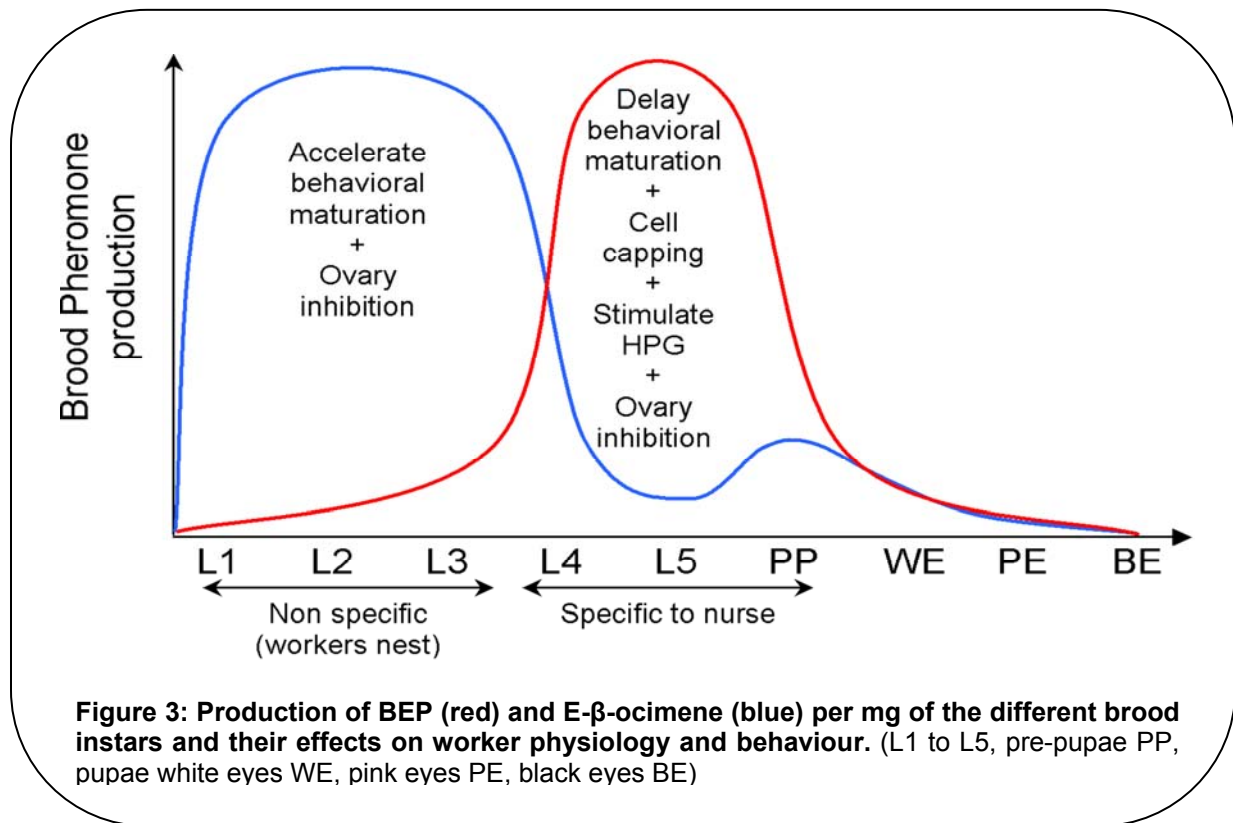 Brood Pheromone
production
Accelerate
behavioral
maturation
+
Ovary
inhibition
Delay
behavioral
maturation
+
Cell
capping
+
Stimulate
HPG
+
Ovary
inhibition
L1 L2 L3 L4 L5 PP WE PE BE
Non specific
(workers nest)
Specific to nurse
Figure 3: Production of BEP (red) and E-β-ocimene (blue) per mg of the different brood
instars and their effects on worker physiology and behaviour. (L1 to L5, pre-pupae PP,
pupae white eyes WE, pink eyes PE, black eyes BE)